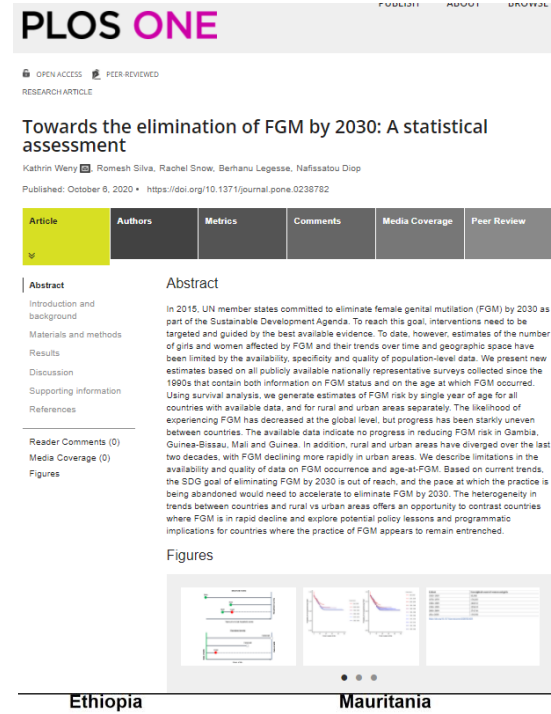 PUBLISH ABOUT BROWSE
PLOS ONE
OPEN ACCESS PEER-REVIEWED
RESEARCH ARTICLE
Towards the elimination of FGM by 2030: A statistical
assessment
Kathrin Weny, Romesh Silva, Rachel Snow, Berhanu Legesse, Nafissatou Diop
Published: October 6, 2020 • https://doi.org/10.1371/journal.pone.0238782
Article Authors Metrics Comments Media Coverage Peer Review
Abstract
Introduction and
background
Materials and methods
Results
Discussion
Supporting information
References
Reader Comments (0)
Media Coverage (0)
Figures
Abstract
In 2015, UN member states committed to eliminate female genital mutilation (FGM) by 2030 as
part of the Sustainable Development Agenda. To reach this goal, interventions need to be
targeted and guided by the best available evidence. To date, however, estimates of the number
of girls and women affected by FGM and their trends over time and geographic space have
been limited by the availability, specificity and quality of population-level data. We present new
estimates based on all publicly available nationally representative surveys collected since the
1990s that contain both information on FGM status and on the age at which FGM occurred.
Using survival analysis, we generate estimates of FGM risk by single year of age for all
countries with available data, and for rural and urban areas separately. The likelihood of
experiencing FGM has decreased at the global level, but progress has been starkly uneven
between countries. The available data indicate no progress in reducing FGM risk in Gambia,
Guinea-Bissau, Mali and Guinea. In addition, rural and urban areas have diverged over the last
two decades, with FGM declining more rapidly in urban areas. We describe limitations in the
availability and quality of data on FGM occurrence and age-at-FGM. Based on current trends,
the SDG goal of eliminating FGM by 2030 is out of reach, and the pace at which the practice is
being abandoned would need to accelerate to eliminate FGM by 2030. The heterogeneity in
trends between countries and rural vs urban areas offers an opportunity to contrast countries
where FGM is in rapid decline and explore potential policy lessons and programmatic
implications for countries where the practice of FGM appears to remain entrenched.
Figures
Ethiopia Mauritania